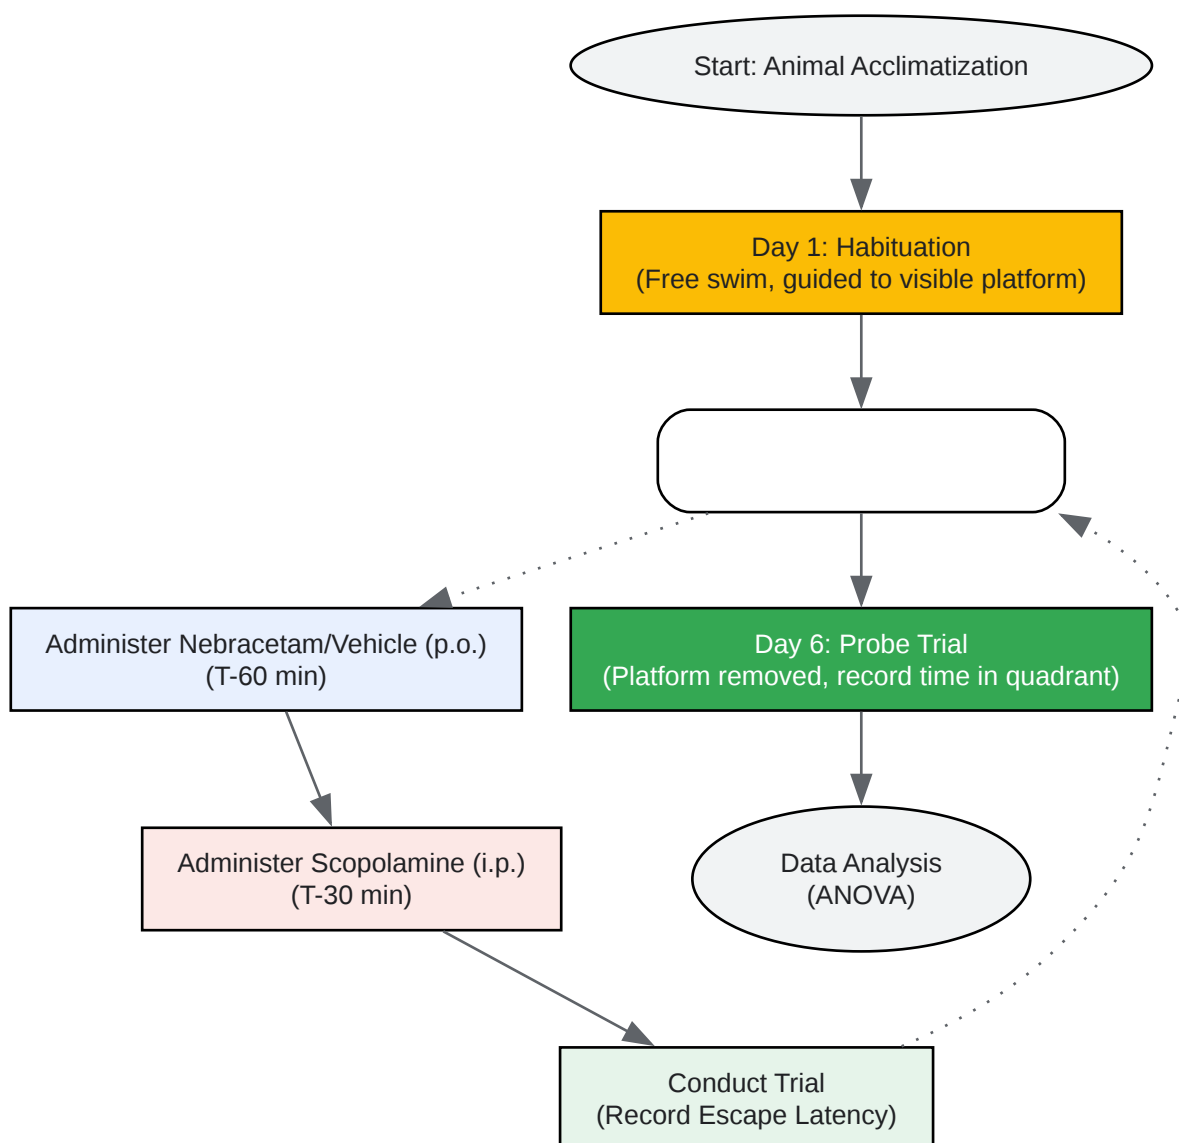 Start: Animal Acclimatization
Day 1: Habituation
(Free swim, guided to visible platform)
Administer Nebracetam/Vehicle (p.o.)
(T-60 min)
Day 6: Probe Trial
(Platform removed, record time in quadrant)
Administer Scopolamine (i.p.)
(T-30 min)
Data Analysis
(ANOVA)
Conduct Trial
(Record Escape Latency)